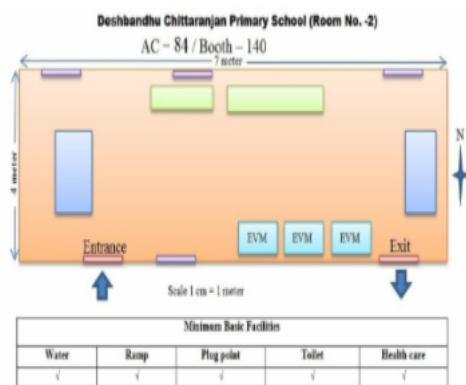 Deshbandhu Chittaranjan Primary School (Room No. -2)
AC – 84 / Booth – 140
7 meter
4 meter
N
EVM EVM EVM
Entrance Exit
Scale 1 cm = 1 meter
Minimum Basic Facilities
Water Ramp Plug point Toilet Health care
√ √ √ √ √